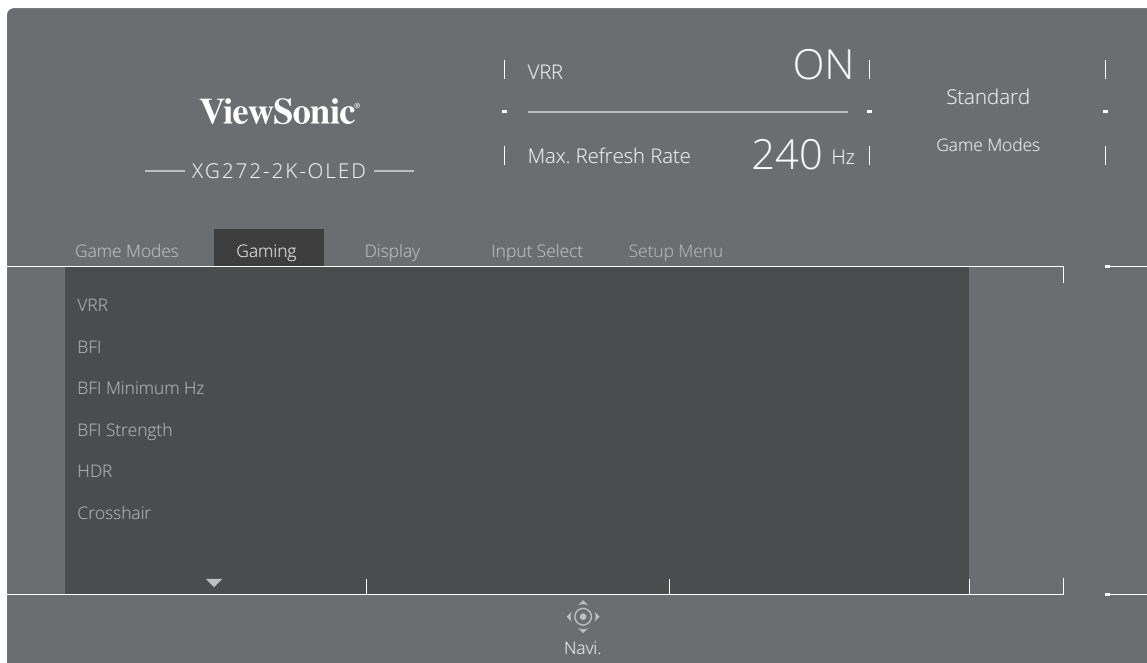 ViewSonic®
XG272-2K-OLED
VRR ON
Max. Refresh Rate 240 Hz
Standard
Game Modes
Game Modes Gaming Display Input Select Setup Menu
VRR
BFI
BFI Minimum Hz
BFI Strength
HDR
Crosshair
Navi.